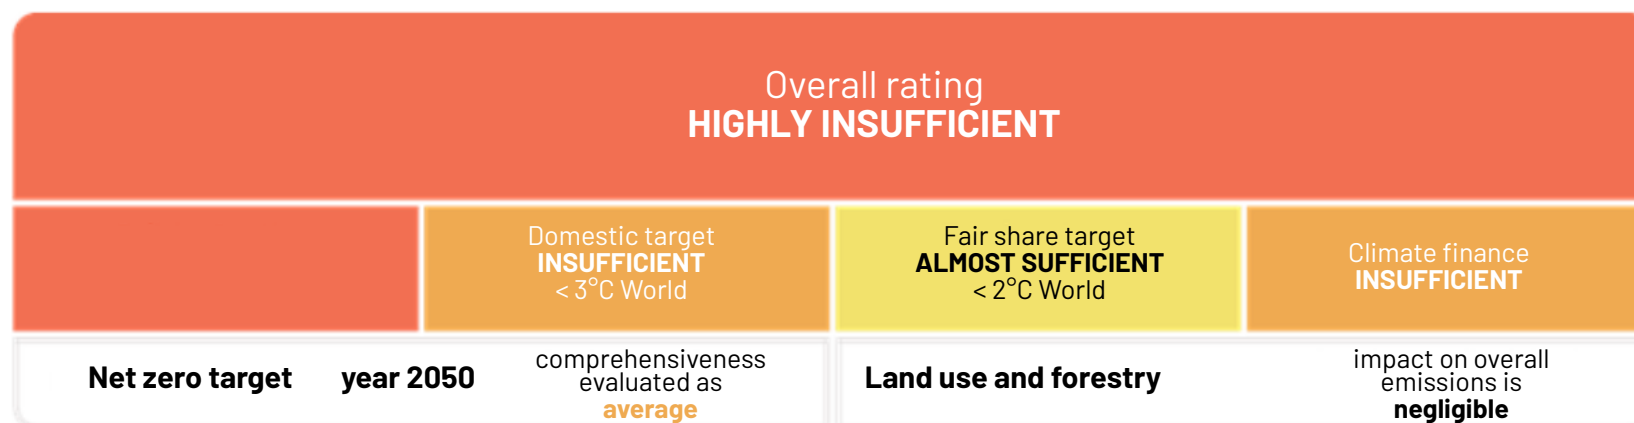 Overall rating
HIGHLY INSUFFICIENT
Domestic target
INSUFFICIENT
< 3°C World
Fair share target
ALMOST SUFFICIENT
< 2°C World
Climate finance
INSUFFICIENT
Net zero target
year 2050
comprehensiveness
evaluated as
average
Land use and forestry
impact on overall
emissions is
negligible